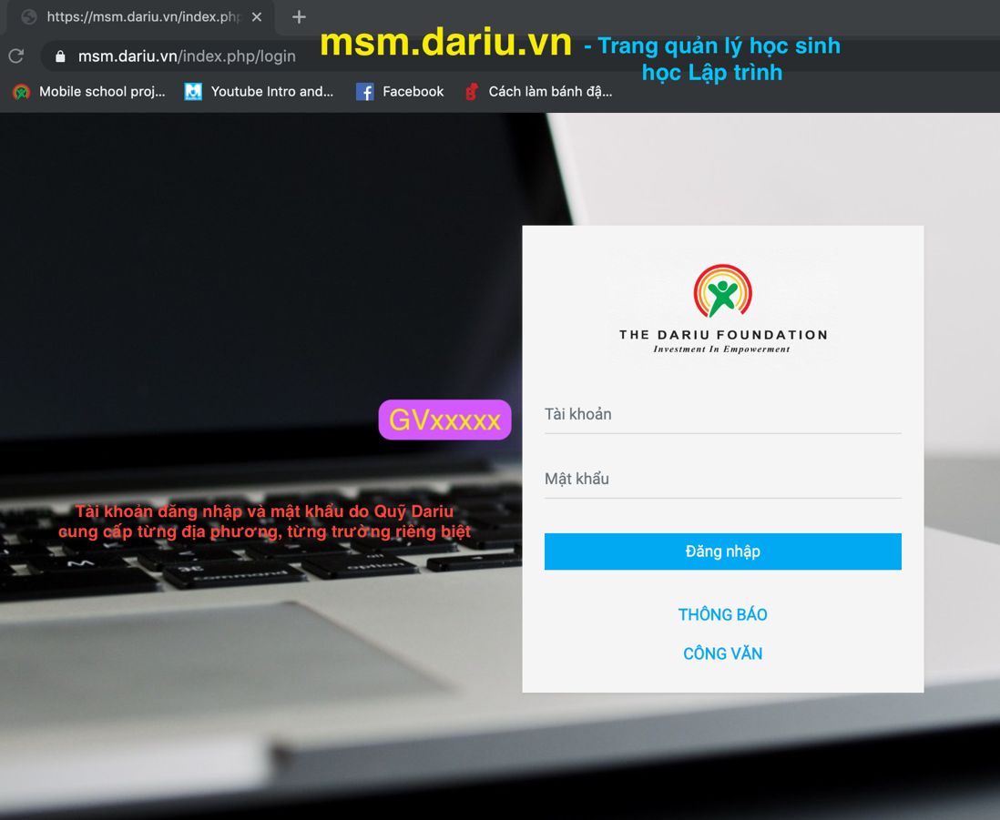 https://msm.dariu.vn/index.php
msm.dariu.vn - Trang quản lý học sinh
học Lập trình
msm.dariu.vn/index.php/login
Mobile school proj... Youtube Intro and... Facebook Cách làm bánh đậ...
THE DARIU FOUNDATION
Investment In Empowerment
GVxxxxx
Tài khoản
Mật khẩu
Tài khoản đăng nhập và mật khẩu do Quỹ Dariu
cung cấp từng địa phương, từng trường riêng biệt
Đăng nhập
command
option
THÔNG BÁO
CÔNG VĂN